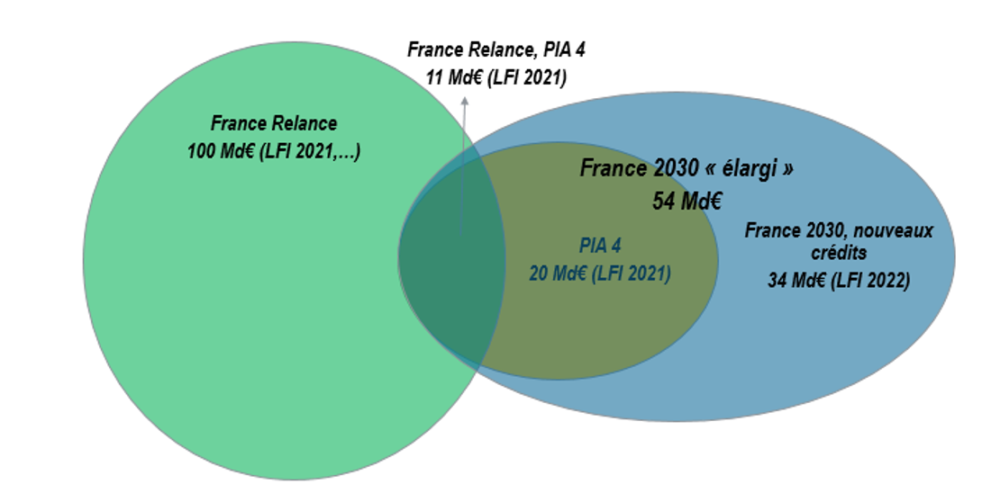 France Relance, PIA 4
11 Md€ (LFI 2021)
France Relance
100 Md€ (LFI 2021,...)
France 2030 « élargi »
54 Md€
France 2030, nouveaux
crédits
34 Md€ (LFI 2022)
PIA 4
20 Md€ (LFI 2021)